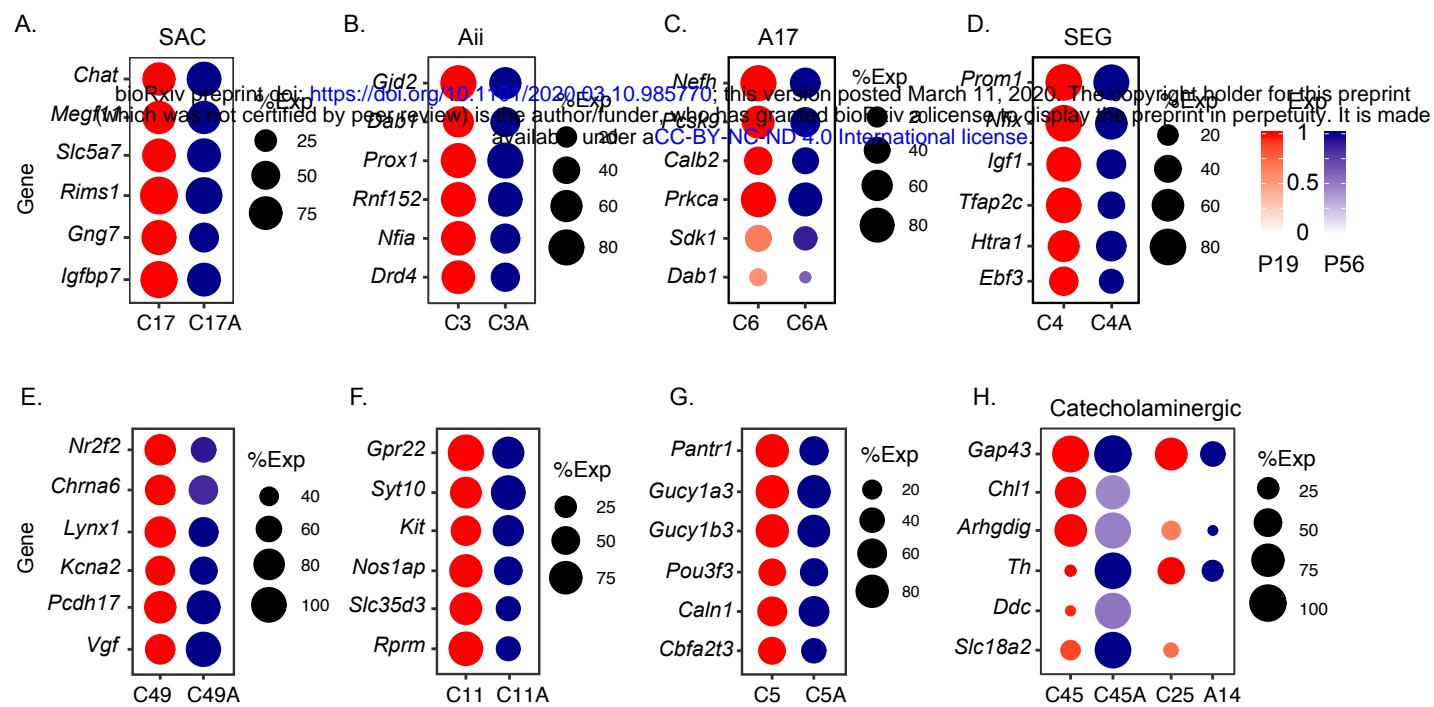 A.
SAC
B.
Aii
C.
A17
D.
SEG
bioRxiv preprint doi: https://doi.org/10.1101/2020.03.10.985770; this version posted March 11, 2020. The copyright holder for this preprint
(which was not certified by peer review) is the author/funder, who has granted bioRxiv a license to display the preprint in perpetuity. It is made
available under aCC-BY-NC-ND 4.0 International license.
Gene
Chat
Megf11
Slc5a7
Rims1
Gng7
Igfbp7
C17 C17A
%Exp
25
50
75
Gjd2
Dab1
Prox1
Rnf152
Nfia
Drd4
C3 C3A
%Exp
20
40
60
80
Nefh
Pcsk9
Calb2
Prkca
Sdk1
Dab1
C6 C6A
%Exp
20
40
60
80
Prom1
Nfix
Igf1
Tfap2c
Htra1
Ebf3
C4 C4A
%Exp
20
40
60
80
Exp
1
0.5
0
P19 P56
E.
Gene
Nr2f2
Chrna6
Lynx1
Kcna2
Pcdh17
Vgf
C49 C49A
%Exp
40
60
80
100
F.
Gpr22
Syt10
Kit
Nos1ap
Slc35d3
Rprm
C11 C11A
%Exp
25
50
75
G.
Pantr1
Gucy1a3
Gucy1b3
Pou3f3
Caln1
Cbfa2t3
C5 C5A
%Exp
20
40
60
80
H.
Catecholaminergic
Gap43
Chl1
Arhgdig
Th
Ddc
Slc18a2
C45 C45A C25 A14
%Exp
25
50
75
100